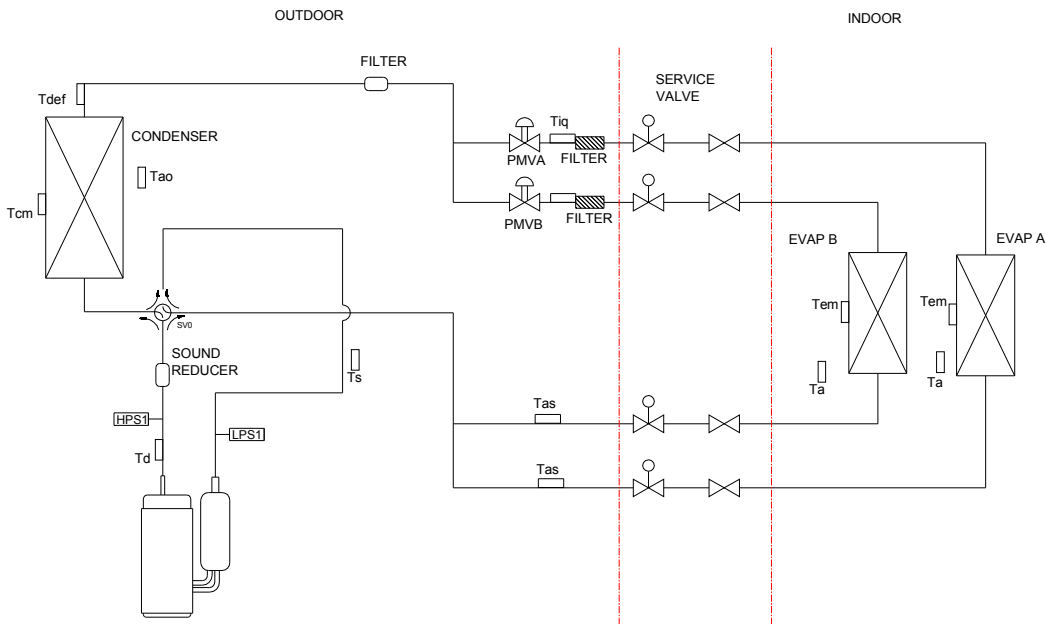 OUTDOOR
INDOOR
FILTER
SERVICE
VALVE
Tdef
CONDENSER
Tiq
Tao
PMVA
FILTER
Tcm
PMVB
FILTER
EVAP B
EVAP A
Tem
Tem
SV0
SOUND
REDUCER
Ts
Ta
Ta
Tas
HPS1
LPS1
Td
Tas